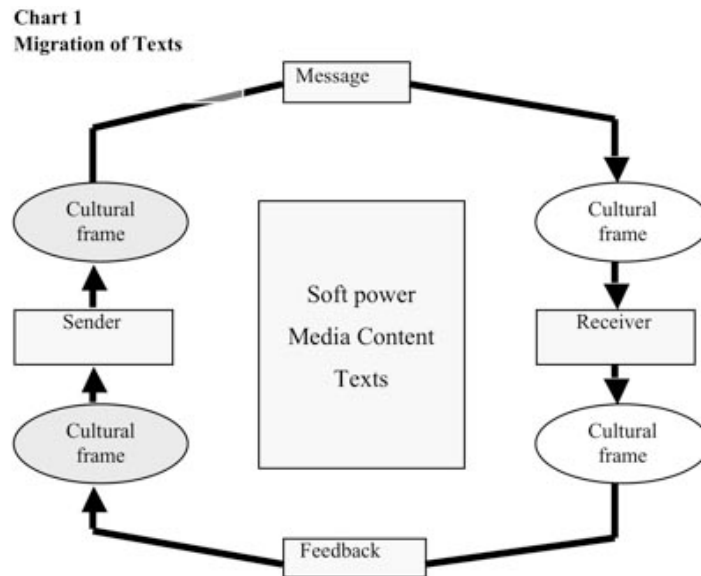 Chart 1
Migration of Texts
Message
Cultural
frame
Cultural
frame
Sender
Soft power
Media Content
Texts
Receiver
Cultural
frame
Cultural
frame
Feedback